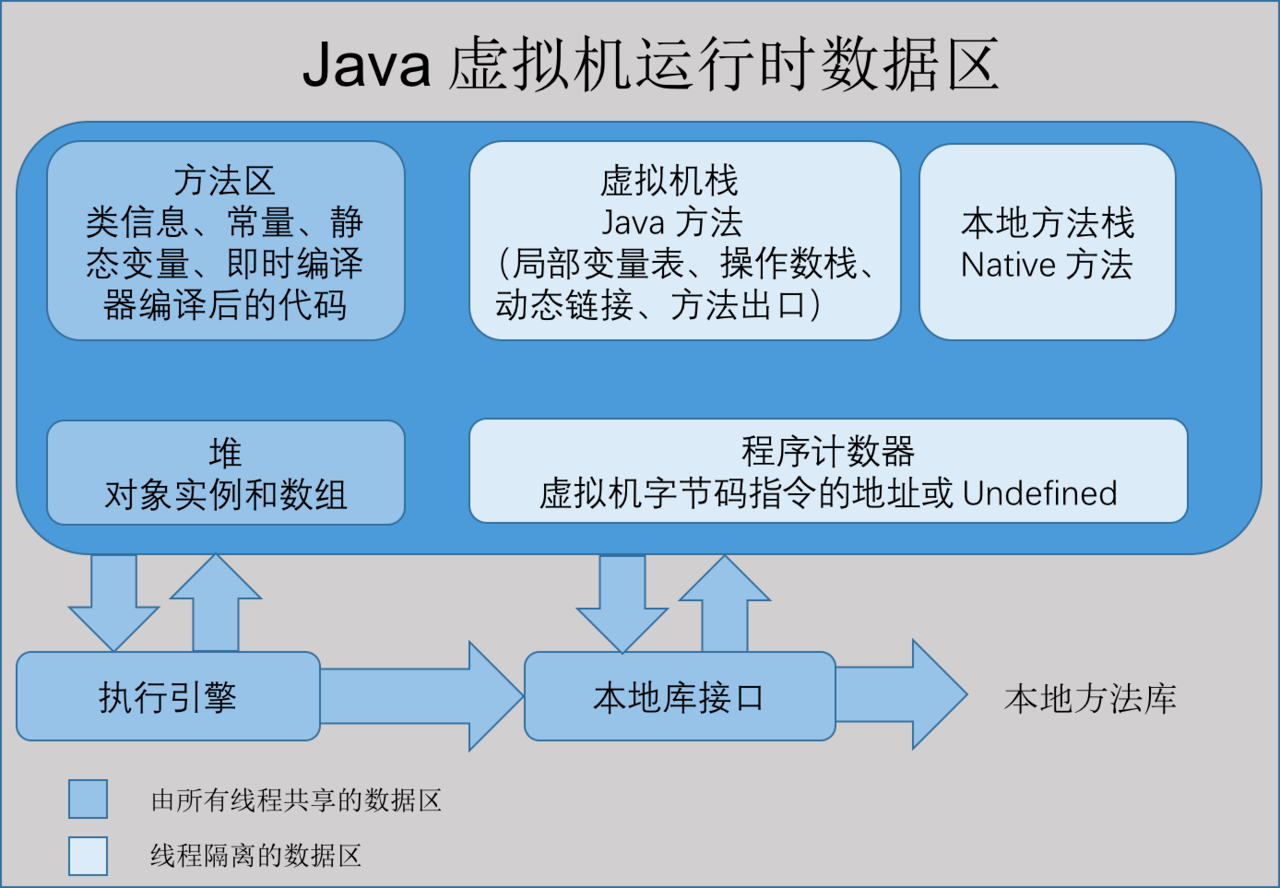 Java 虚拟机运行时数据区
方法区
类信息、常量、静
态变量、即时编译
器编译后的代码
虚拟机栈
Java 方法
（局部变量表、操作数栈、
动态链接、方法出口）
本地方法栈
Native 方法
堆
对象实例和数组
程序计数器
虚拟机字节码指令的地址或 Undefined
执行引擎
本地库接口
本地方法库
由所有线程共享的数据区
线程隔离的数据区